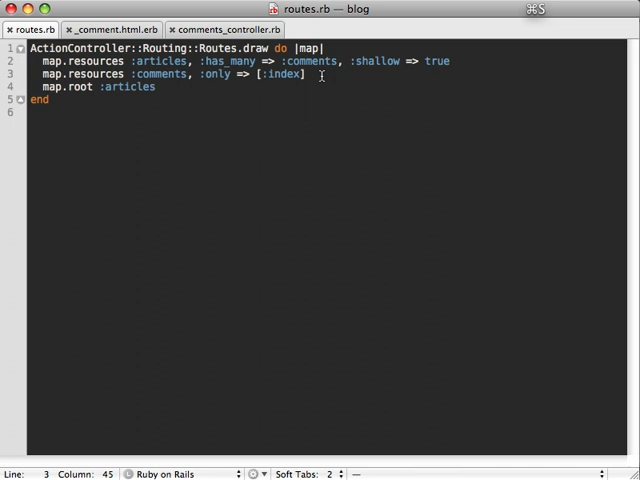 routes.rb — blog
⌘S
routes.rb
_comment.html.erb
comments_controller.rb
1 ActionController::Routing::Routes.draw do |map|
2 map.resources :articles, :has_many => :comments, :shallow => true
3 map.resources :comments, :only => [:index]
4 map.root :articles
5 end
6
Line: 3 Column: 45 Ruby on Rails Soft Tabs: 2 —